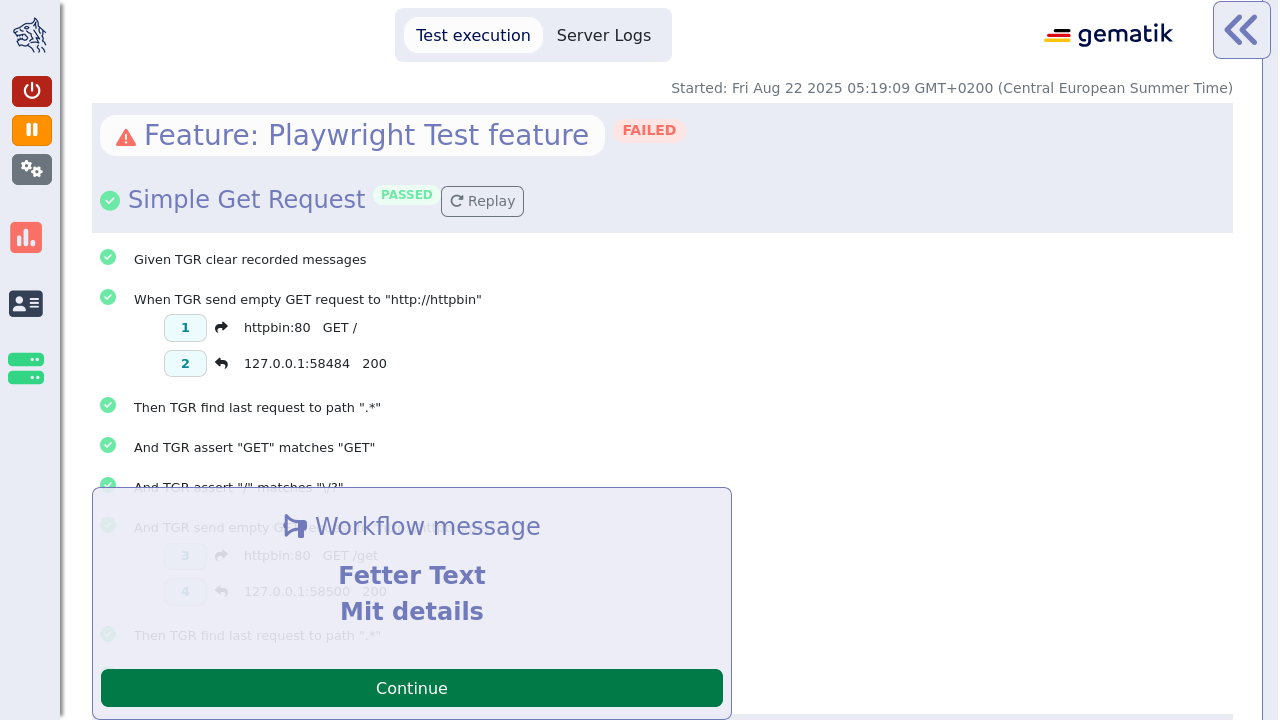 Test execution
Server Logs
gematik
Started: Fri Aug 22 2025 05:19:09 GMT+0200 (Central European Summer Time)
Feature: Playwright Test feature
FAILED
Simple Get Request
PASSED
Replay
Given TGR clear recorded messages
When TGR send empty GET request to "http://httpbin"
1 httpbin:80 GET /
2 127.0.0.1:58484 200
Then TGR find last request to path ".*"
And TGR assert "GET" matches "GET"
And TGR assert "/" matches "\/?"
And TGR send empty
Workflow message
3 httpbin:80 GET /get
Fetter Text
4 127.0.0.1:58500 200
Mit details
Then TGR find last request to path ".*"
Continue